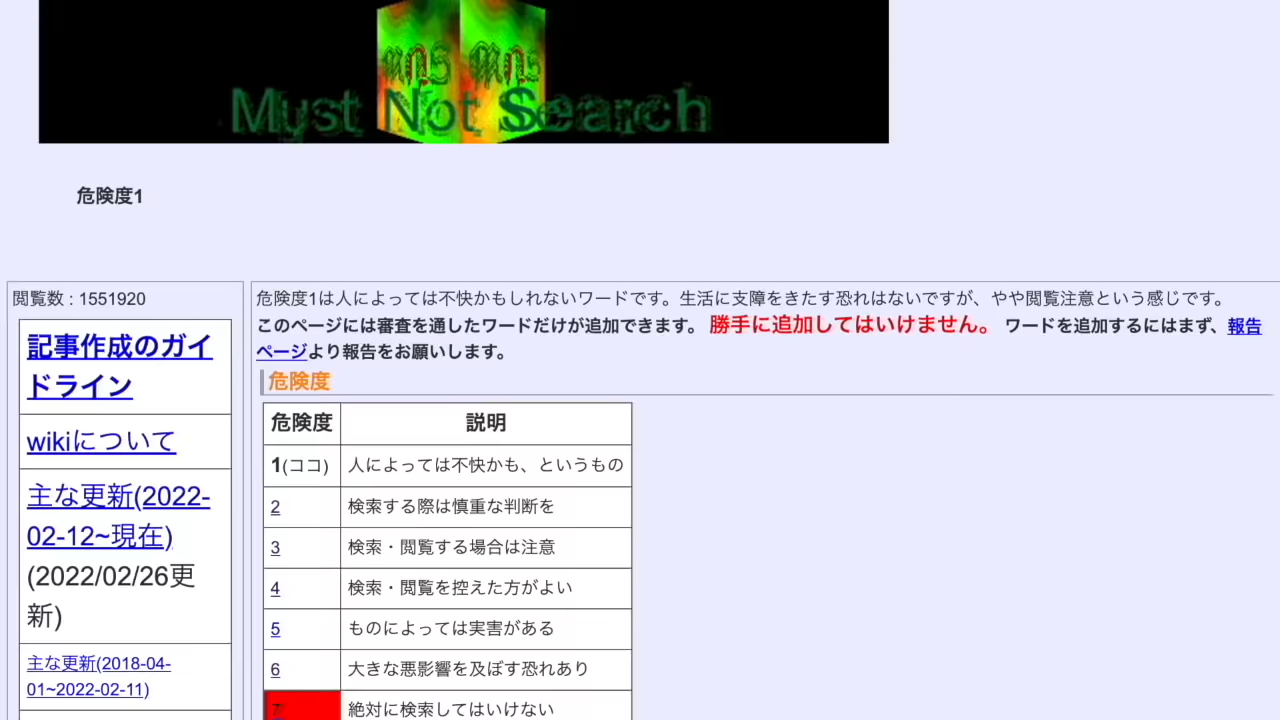 mns mns
Myst Not Search
危険度1
閲覧数 : 1551920
記事作成のガイ
ドライン
wikiについて
主な更新(2022-
02-12~現在)
(2022/02/26更
新)
主な更新(2018-04-
01~2022-02-11)
危険度1は人によっては不快かもしれないワードです。生活に支障をきたす恐れはないですが、やや閲覧注意という感じです。
このページには審査を通したワードだけが追加できます。 勝手に追加してはいけません。 ワードを追加するにはまず、報告
ページより報告をお願いします。
危険度
危険度 説明
1(ココ) 人によっては不快かも、というもの
2 検索する際は慎重な判断を
3 検索・閲覧する場合は注意
4 検索・閲覧を控えた方がよい
5 ものによっては実害がある
6 大きな悪影響を及ぼす恐れあり
7 絶対に検索してはいけない